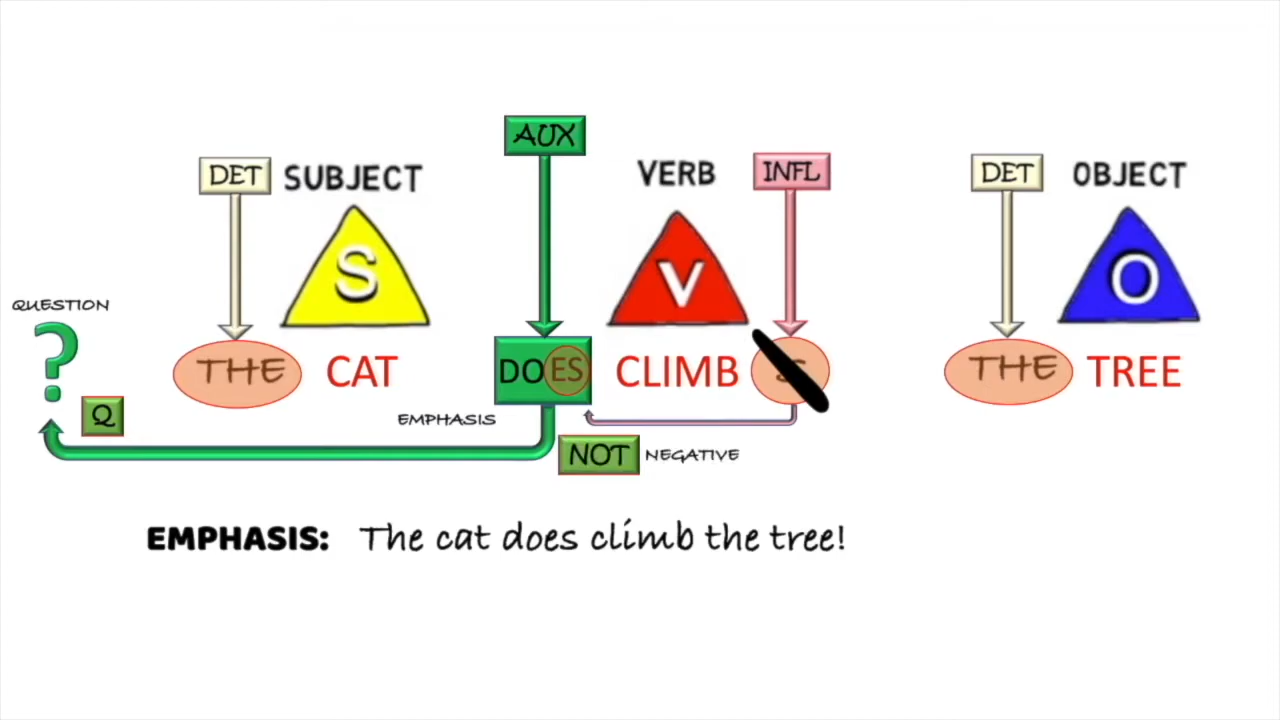 AUX
DET SUBJECT VERB INFL DET OBJECT
S V O
QUESTION
?
THE CAT DOES CLIMB S THE TREE
Q EMPHASIS
NOT NEGATIVE
EMPHASIS: The cat does climb the tree!